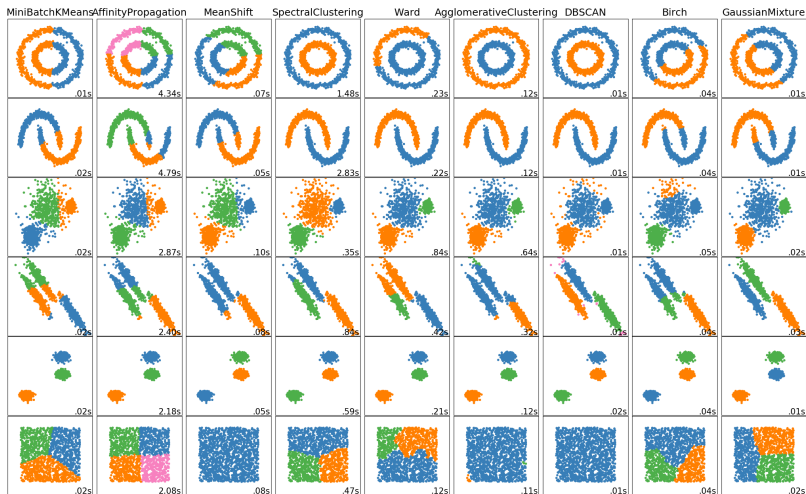 MiniBatchKMeans AffinityPropagation MeanShift SpectralClustering Ward AgglomerativeClustering DBSCAN Birch GaussianMixture
.01s 4.34s .07s 1.48s .23s .12s .01s .04s .01s
.02s 4.79s .05s 2.83s .22s .12s .01s .04s .01s
.02s 2.87s .10s .35s .84s .64s .01s .05s .02s
.02s 2.40s .08s .84s .42s .32s .01s .04s .03s
.02s 2.18s .05s .59s .21s .12s .02s .04s .01s
.02s 2.08s .08s .47s .12s .11s .01s .03s .02s